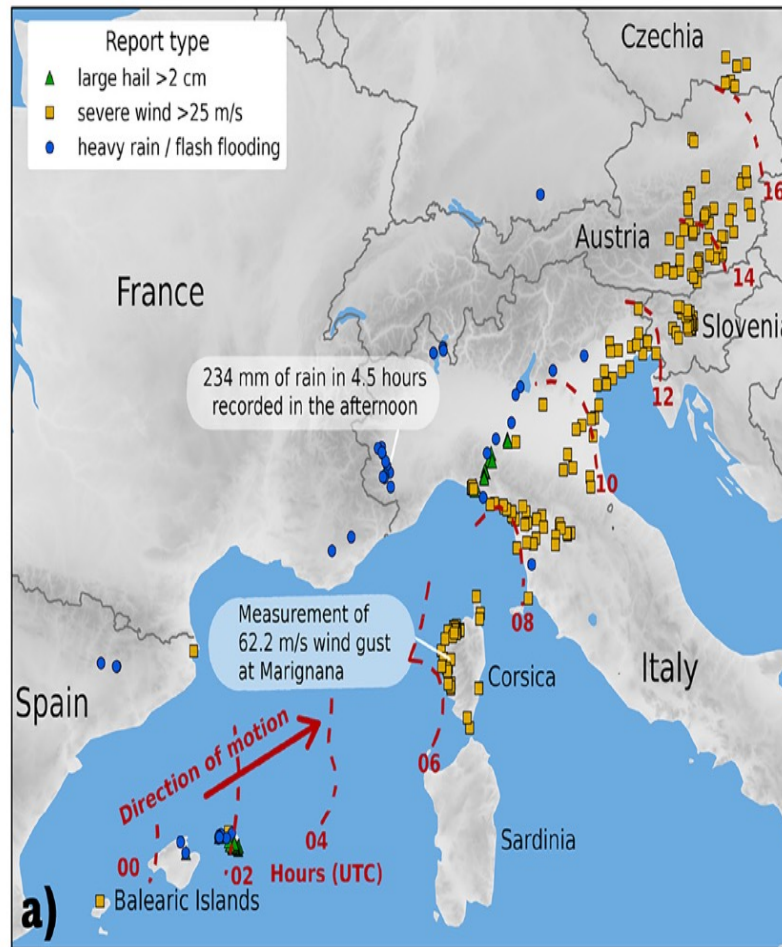 Report type
large hail >2 cm
severe wind >25 m/s
heavy rain / flash flooding
Czechia
16
Austria
14
France
Slovenia
234 mm of rain in 4.5 hours
recorded in the afternoon
12
10
Measurement of
62.2 m/s wind gust
at Marignana
08
Corsica
Italy
Spain
Direction of motion
06
04
Sardinia
00
02
Hours (UTC)
Balearic Islands
a)